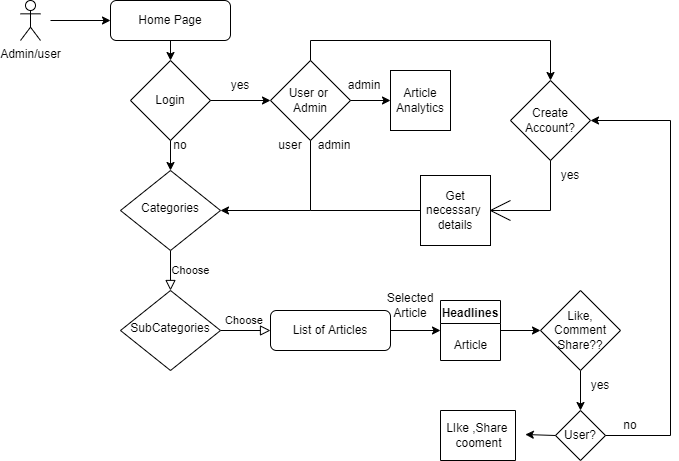 Admin/user
Home Page
Login
yes
no
User or
Admin
admin
Article
Analytics
user
admin
Create
Account?
yes
Get
necessary
details
Categories
Choose
SubCategories
Choose
List of Articles
Selected
Article
Headlines
Article
Like,
Comment
Share??
yes
User?
no
LIke ,Share
cooment